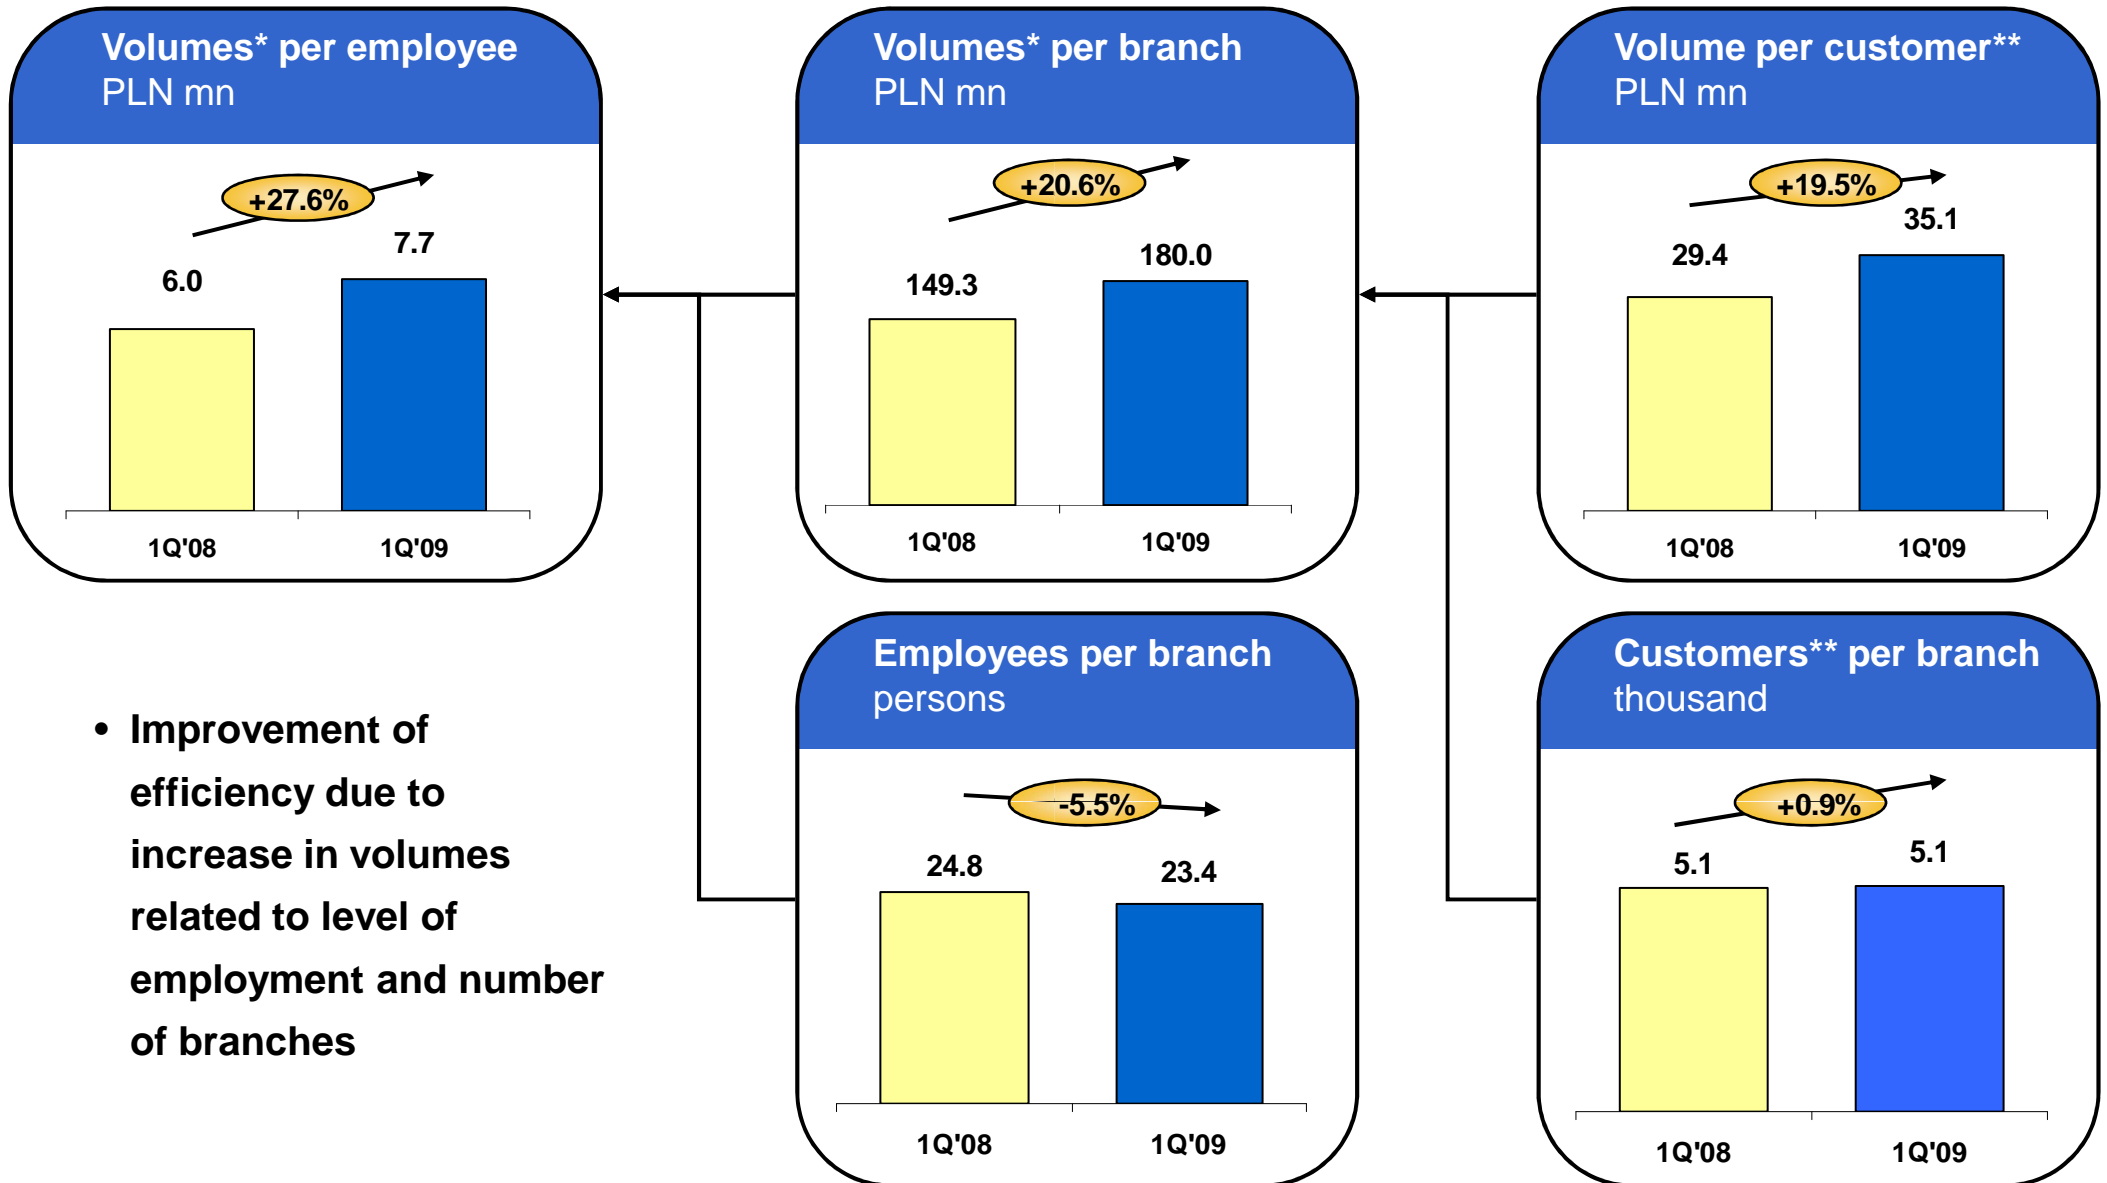 Volumes* per employee
PLN mn
+27.6%
6.0
7.7
1Q'08
1Q'09
Volumes* per branch
PLN mn
+20.6%
149.3
180.0
1Q'08
1Q'09
Volume per customer**
PLN mn
+19.5%
29.4
35.1
1Q'08
1Q'09
• Improvement of
efficiency due to
increase in volumes
related to level of
employment and number
of branches
Employees per branch
persons
-5.5%
24.8
23.4
1Q'08
1Q'09
Customers** per branch
thousand
+0.9%
5.1
5.1
1Q'08
1Q'09